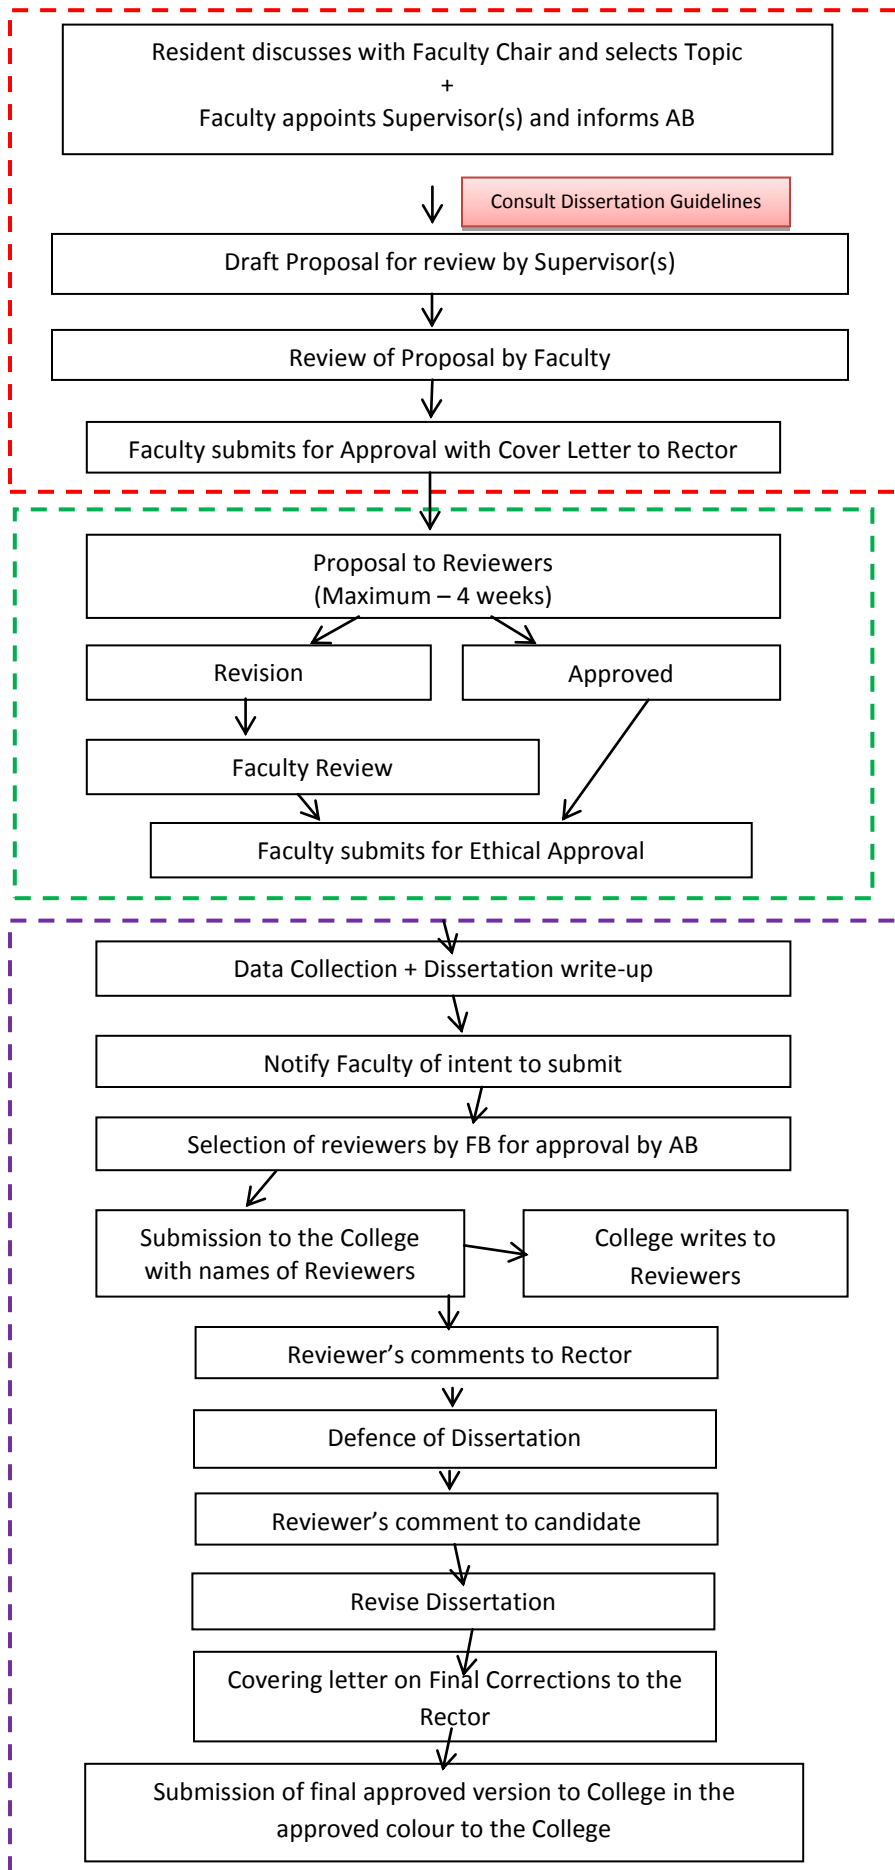 Resident discusses with Faculty Chair and selects Topic
+
Faculty appoints Supervisor(s) and informs AB
Consult Dissertation Guidelines
Draft Proposal for review by Supervisor(s)
Review of Proposal by Faculty
Faculty submits for Approval with Cover Letter to Rector
Proposal to Reviewers
(Maximum – 4 weeks)
Revision
Approved
Faculty Review
Faculty submits for Ethical Approval
Data Collection + Dissertation write-up
Notify Faculty of intent to submit
Selection of reviewers by FB for approval by AB
Submission to the College
with names of Reviewers
College writes to
Reviewers
Reviewer’s comments to Rector
Defence of Dissertation
Reviewer’s comment to candidate
Revise Dissertation
Covering letter on Final Corrections to the
Rector
Submission of final approved version to College in the
approved colour to the College